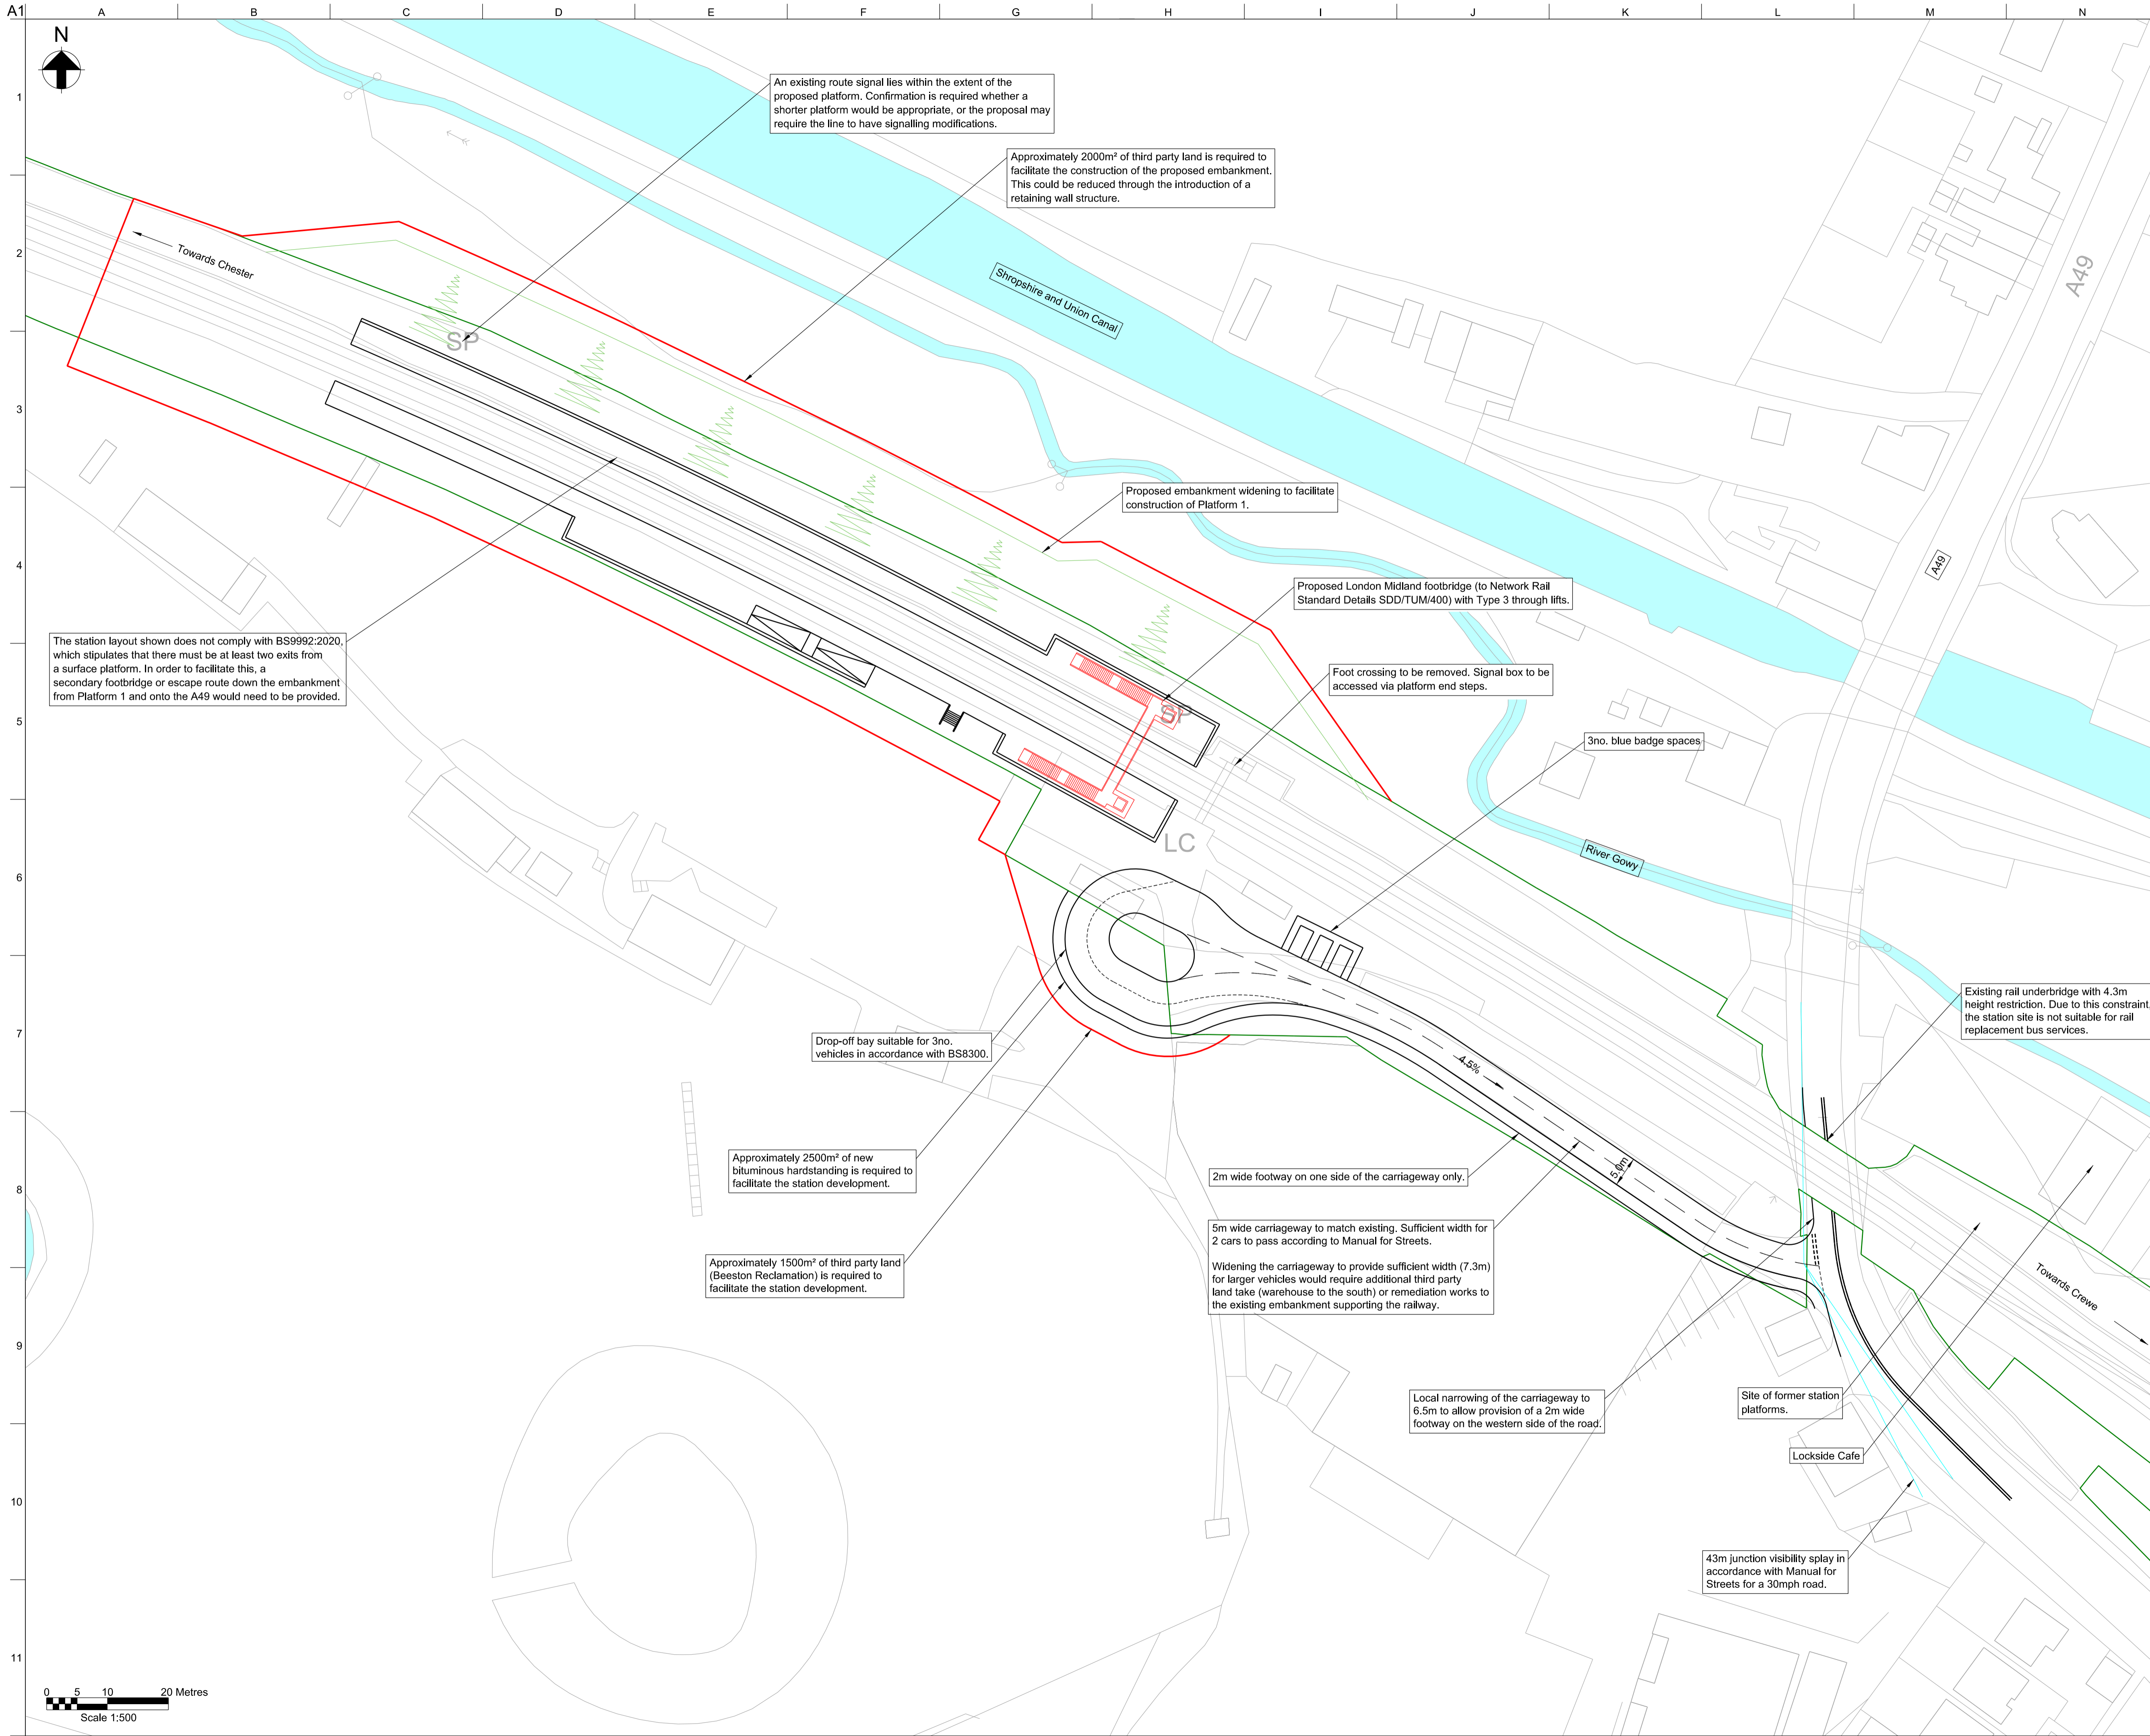 A1
A B C D E F G H I J K L M N
N
1
2
3
4
5
6
7
8
9
10
11
An existing route signal lies within the extent of the
proposed platform. Confirmation is required whether a
shorter platform would be appropriate, or the proposal may
require the line to have signalling modifications.
Approximately 2000m² of third party land is required to
facilitate the construction of the proposed embankment.
This could be reduced through the introduction of a
retaining wall structure.
Towards Chester
Shropshire and Union Canal
A49
SP
Proposed embankment widening to facilitate
construction of Platform 1.
A49
Proposed London Midland footbridge (to Network Rail
Standard Details SDD/TUM/400) with Type 3 through lifts.
The station layout shown does not comply with BS9992:2020,
which stipulates that there must be at least two exits from
a surface platform. In order to facilitate this, a
secondary footbridge or escape route down the embankment
from Platform 1 and onto the A49 would need to be provided.
Foot crossing to be removed. Signal box to be
accessed via platform end steps.
SP
3no. blue badge spaces
LC
River Gowy
Existing rail underbridge with 4.3m
height restriction. Due to this constraint,
the station site is not suitable for rail
replacement bus services.
Drop-off bay suitable for 3no.
vehicles in accordance with BS8300.
4.5%
Approximately 2500m² of new
bituminous hardstanding is required to
facilitate the station development.
2m wide footway on one side of the carriageway only.
5.0m
5m wide carriageway to match existing. Sufficient width for
2 cars to pass according to Manual for Streets.
Widening the carriageway to provide sufficient width (7.3m)
for larger vehicles would require additional third party
land take (warehouse to the south) or remediation works to
the existing embankment supporting the railway.
Approximately 1500m² of third party land
(Beeston Reclamation) is required to
facilitate the station development.
Towards Crewe
Local narrowing of the carriageway to
6.5m to allow provision of a 2m wide
footway on the western side of the road.
Site of former station
platforms.
Lockside Cafe
43m junction visibility splay in
accordance with Manual for
Streets for a 30mph road.
0 5 10 20 Metres
Scale 1:500